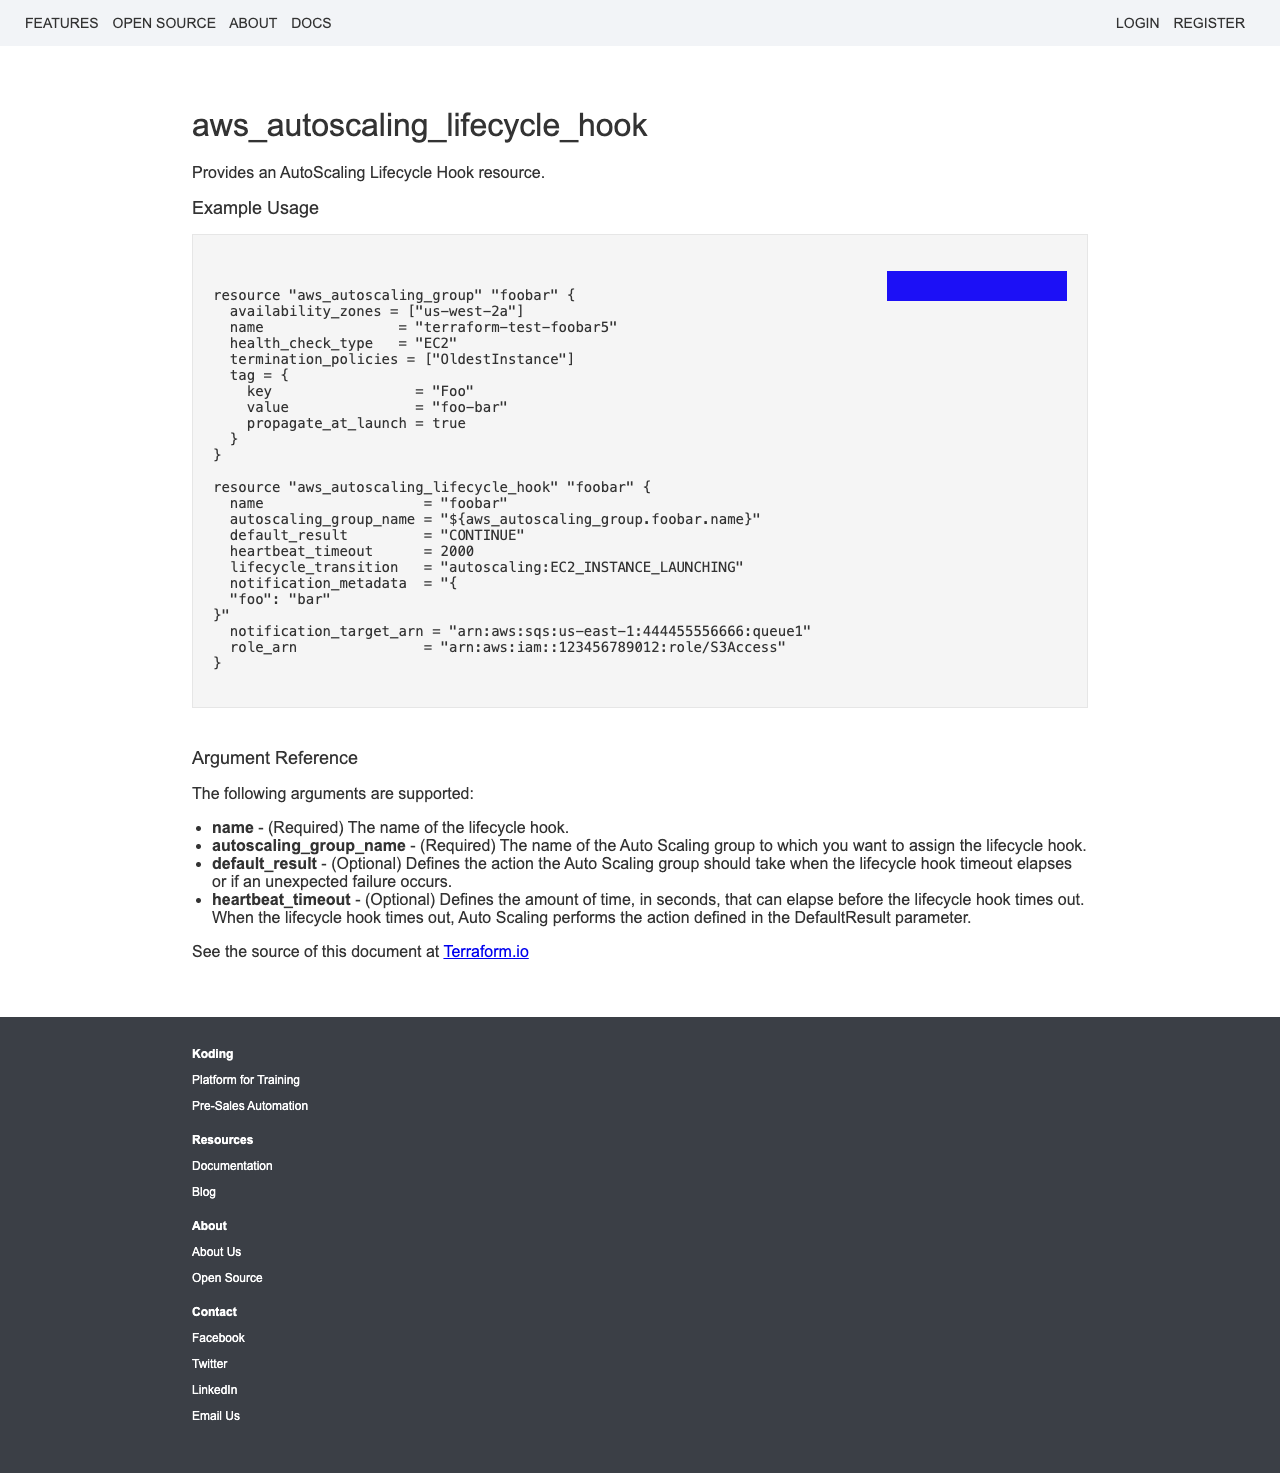 FEATURES OPEN SOURCE ABOUT DOCS LOGIN REGISTER
aws_autoscaling_lifecycle_hook
Provides an AutoScaling Lifecycle Hook resource.
Example Usage
resource "aws_autoscaling_group" "foobar" {
  availability_zones = ["us-west-2a"]
  name                = "terraform-test-foobar5"
  health_check_type   = "EC2"
  termination_policies = ["OldestInstance"]
  tag = {
    key                 = "Foo"
    value               = "foo-bar"
    propagate_at_launch = true
  }
}
resource "aws_autoscaling_lifecycle_hook" "foobar" {
  name                   = "foobar"
  autoscaling_group_name = "${aws_autoscaling_group.foobar.name}"
  default_result         = "CONTINUE"
  heartbeat_timeout      = 2000
  lifecycle_transition   = "autoscaling:EC2_INSTANCE_LAUNCHING"
  notification_metadata  = "{
  "foo": "bar"
}"
  notification_target_arn = "arn:aws:sqs:us-east-1:444455556666:queue1"
  role_arn               = "arn:aws:iam::123456789012:role/S3Access"
}
Argument Reference
The following arguments are supported:
• name - (Required) The name of the lifecycle hook.
• autoscaling_group_name - (Required) The name of the Auto Scaling group to which you want to assign the lifecycle hook.
• default_result - (Optional) Defines the action the Auto Scaling group should take when the lifecycle hook timeout elapses
or if an unexpected failure occurs.
• heartbeat_timeout - (Optional) Defines the amount of time, in seconds, that can elapse before the lifecycle hook times out.
When the lifecycle hook times out, Auto Scaling performs the action defined in the DefaultResult parameter.
See the source of this document at Terraform.io
Koding
Platform for Training
Pre-Sales Automation
Resources
Documentation
Blog
About
About Us
Open Source
Contact
Facebook
Twitter
LinkedIn
Email Us